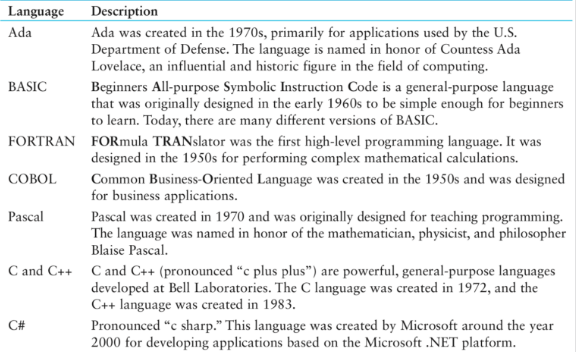 Language Description
Ada Ada was created in the 1970s, primarily for applications used by the U.S.
Department of Defense. The language is named in honor of Countess Ada
Lovelace, an influential and historic figure in the field of computing.
BASIC Beginners All-purpose Symbolic Instruction Code is a general-purpose language
that was originally designed in the early 1960s to be simple enough for beginners
to learn. Today, there are many different versions of BASIC.
FORTRAN FORmula TRANslator was the first high-level programming language. It was
designed in the 1950s for performing complex mathematical calculations.
COBOL Common Business-Oriented Language was created in the 1950s and was designed
for business applications.
Pascal Pascal was created in 1970 and was originally designed for teaching programming.
The language was named in honor of the mathematician, physicist, and philosopher
Blaise Pascal.
C and C++ C and C++ (pronounced “c plus plus”) are powerful, general-purpose languages
developed at Bell Laboratories. The C language was created in 1972, and the
C++ language was created in 1983.
C# Pronounced “c sharp.” This language was created by Microsoft around the year
2000 for developing applications based on the Microsoft .NET platform.